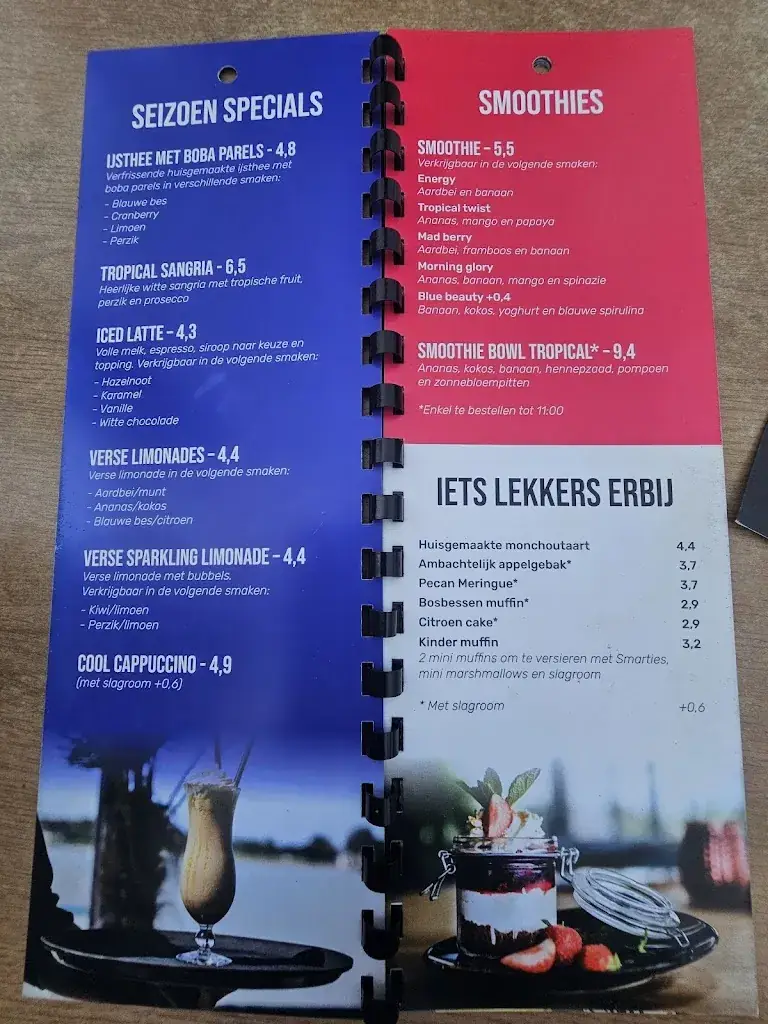 SEIZOEN SPECIALS
IJSTHEE MET BOBA PARELS - 4,8
Verfrissende huisgemaakte ijsthee met
boba parels in verschillende smaken:
- Blauwe bes
- Cranberry
- Limoen
- Perzik
TROPICAL SANGRIA - 6,5
Heerlijke witte sangria met tropische fruit,
perzik en prosecco
ICED LATTE - 4,3
Volle melk, espresso, siroop naar keuze en
topping. Verkrijgbaar in de volgende smaken:
- Hazelnoot
- Karamel
- Vanille
- Witte chocolade
VERSE LIMONADES - 4,4
Verse limonade in de volgende smaken:
- Aardbei/munt
- Ananas/kokos
- Blauwe bes/citroen
VERSE SPARKLING LIMONADE - 4,4
Verse limonade met bubbels.
Verkrijgbaar in de volgende smaken:
- Kiwi/limoen
- Perzik/limoen
COOL CAPPUCCINO - 4,9
(met slagroom +0,6)
SMOOTHIES
SMOOTHIE - 5,5
Verkrijgbaar in de volgende smaken:
Energy
Aardbei en banaan
Tropical twist
Ananas, mango en papaya
Mad berry
Aardbei, framboos en banaan
Morning glory
Ananas, banaan, mango en spinazie
Blue beauty +0,4
Banaan, kokos, yoghurt en blauwe spirulina
SMOOTHIE BOWL TROPICAL* - 9,4
Ananas, kokos, banaan, hennepzaad, pompoen
en zonnebloempitten
*Enkel te bestellen tot 11:00
IETS LEKKERS ERBIJ
Huisgemaakte monchoutaart 4,4
Ambachtelijk appelgebak* 3,7
Pecan Meringue* 3,7
Bosbessen muffin* 2,9
Citroen cake* 2,9
Kinder muffin 3,2
2 mini muffins om te versieren met Smarties,
mini marshmallows en slagroom
* Met slagroom +0,6